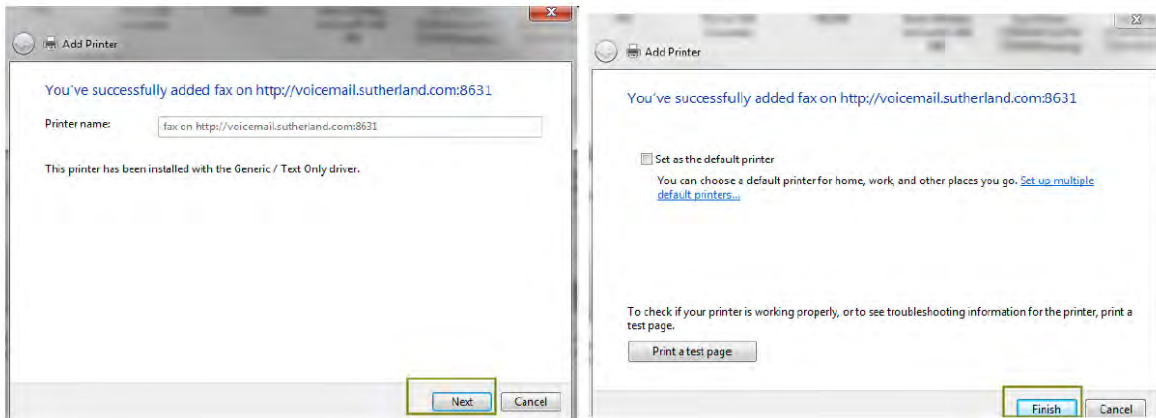 Add Printer
You've successfully added fax on http://voicemail.sutherland.com:8631
Printer name:
fax on http://voicemail.sutherland.com:8631
This printer has been installed with the Generic / Text Only driver.
Next
Cancel
Add Printer
You've successfully added fax on http://voicemail.sutherland.com:8631
Set as the default printer
You can choose a default printer for home, work, and other places you go. Set up multiple
default printers...
To check if your printer is working properly, or to see troubleshooting information for the printer, print a
test page.
Print a test page
Finish
Cancel